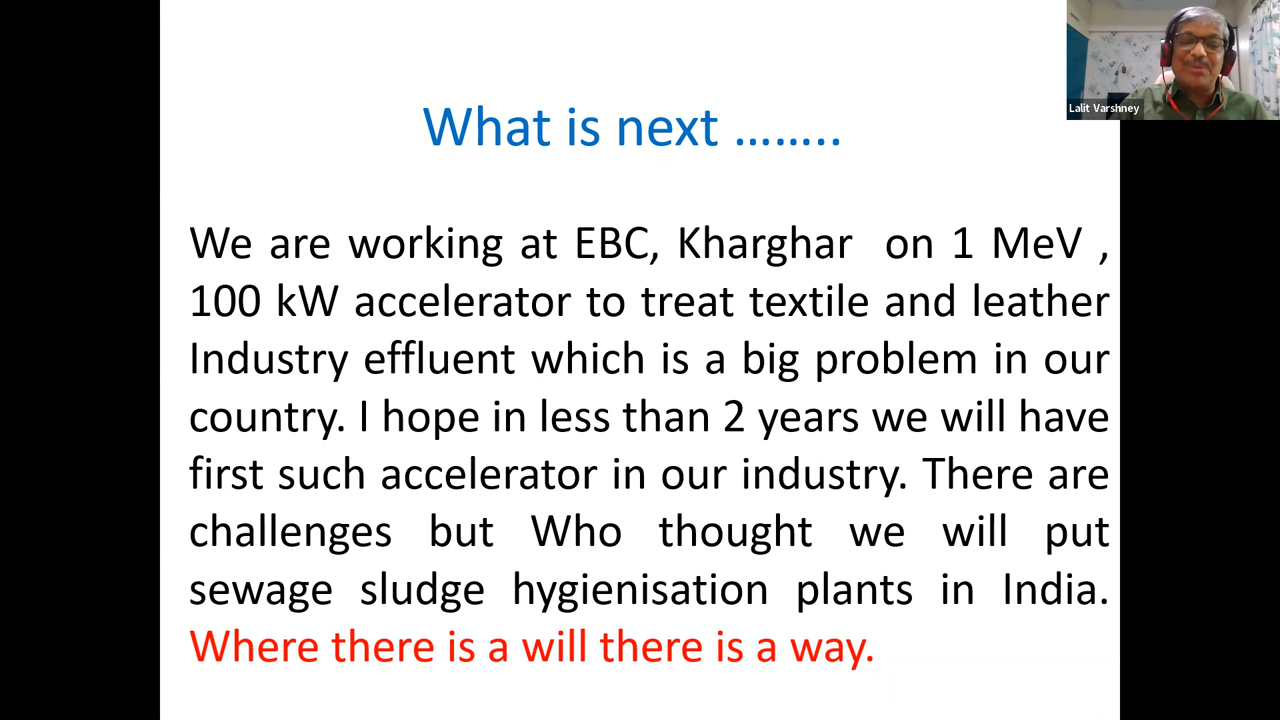 What is next ........
Lalit Varshney
We are working at EBC, Kharghar on 1 MeV ,
100 kW accelerator to treat textile and leather
Industry effluent which is a big problem in our
country. I hope in less than 2 years we will have
first such accelerator in our industry. There are
challenges but Who thought we will put
sewage sludge hygienisation plants in India.
Where there is a will there is a way.